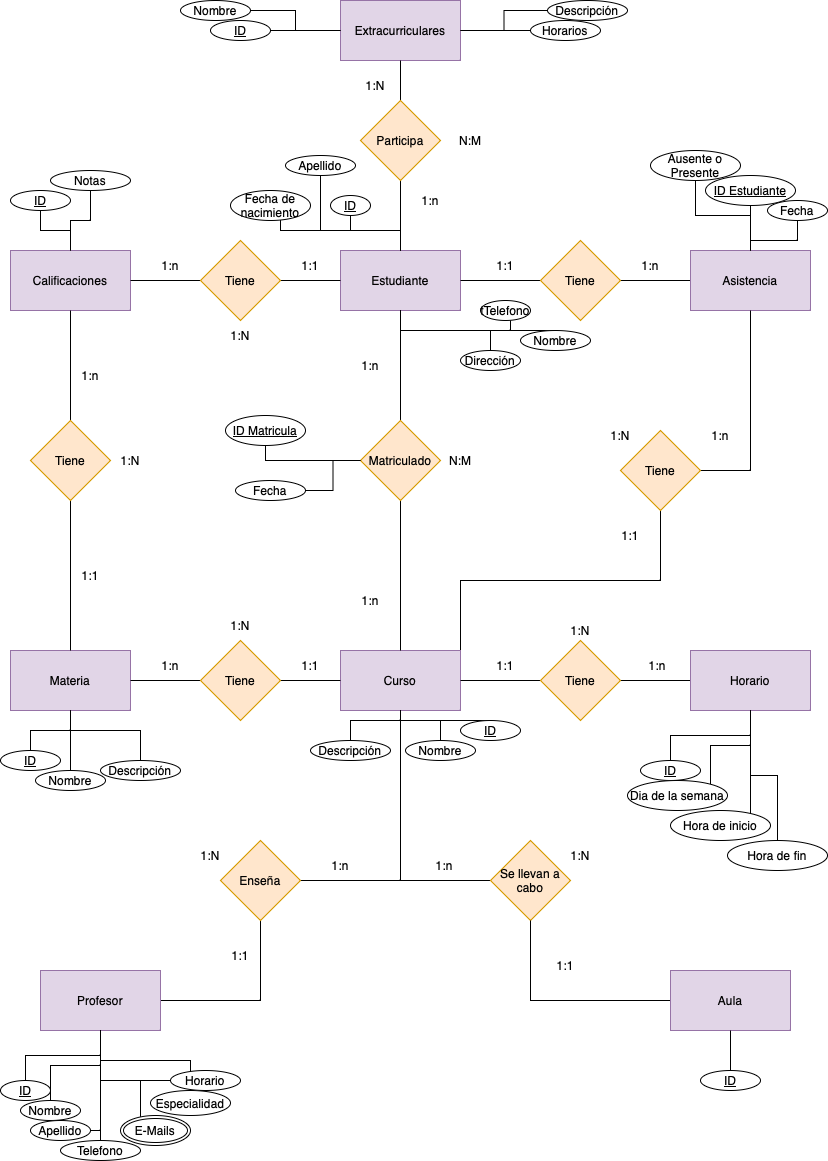 Nombre
Descripción
ID
Extracurriculares
Horarios
1:N
Participa
N:M
Ausente o
Presente
Apellido
Notas
ID Estudiante
ID
Fecha de
nacimiento
ID
1:n
Fecha
1:n
1:1
1:1
1:n
Calificaciones
Tiene
Estudiante
Tiene
Asistencia
1:N
Telefono
Nombre
Dirección
1:n
1:n
ID Matricula
1:N
1:n
Tiene
1:N
Matriculado
N:M
Tiene
Fecha
1:1
1:1
1:n
1:N
1:N
1:n
1:1
1:1
1:n
Materia
Tiene
Curso
Tiene
Horario
ID
Nombre
Descripción
Descripción
Nombre
ID
ID
Dia de la semana
Hora de inicio
Hora de fin
1:N
1:n
1:n
1:N
Enseña
Se llevan a
cabo
1:1
1:1
Profesor
Aula
ID
Horario
ID
Especialidad
Nombre
Apellido
E-Mails
Telefono